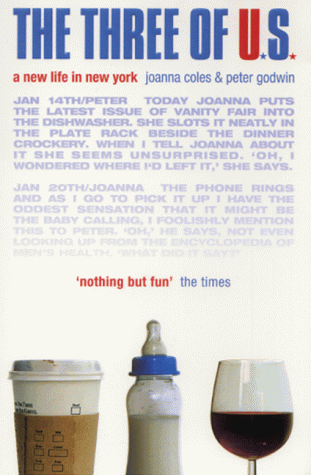 THE THREE OF U.S.
a new life in new york joanna coles & peter godwin
JAN 14TH/PETER TODAY JOANNA PUTS
THE LATEST ISSUE OF VANITY FAIR INTO
THE DISHWASHER. SHE SLOTS IT NEATLY IN
THE PLATE RACK BESIDE THE DINNER
CROCKERY. WHEN I TELL JOANNA ABOUT
IT SHE SEEMS UNSURPRISED. 'OH, I
WONDERED WHERE I'D LEFT IT,' SHE SAYS.
JAN 20TH/JOANNA THE PHONE RINGS
AND AS I GO TO PICK IT UP I HAVE THE
ODDEST SENSATION THAT IT MIGHT BE
THE BABY CALLING, I FOOLISHLY MENTION
THIS TO PETER. 'OH,' HE SAYS, NOT EVEN
LOOKING UP FROM THE ENCYCLOPEDIA OF
MEN'S HEALTH. 'WHAT DID IT SAY?'
'nothing but fun' the times